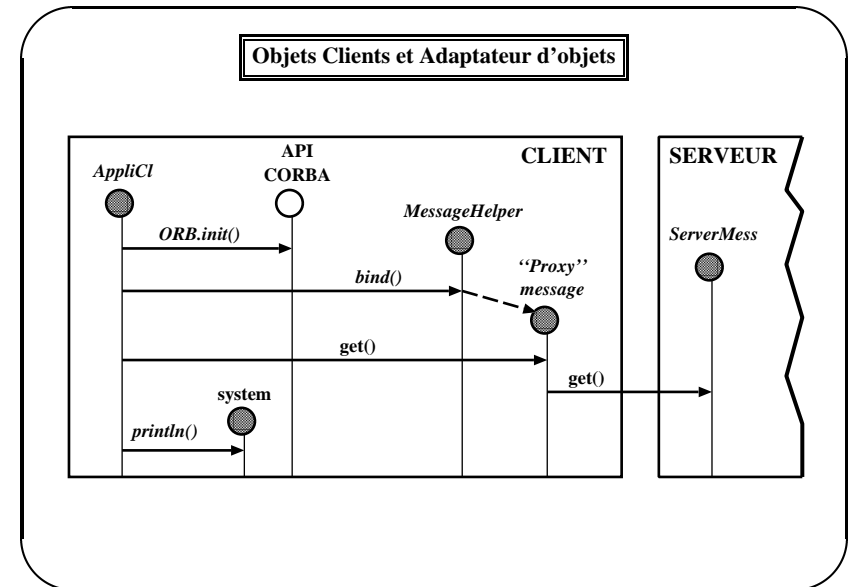 Objets Clients et Adaptateur d’objets
API
CORBA
CLIENT
SERVEUR
AppliCl
MessageHelper
ORB.init()
ServerMess
‘‘Proxy’’
message
bind()
get()
get()
system
println()